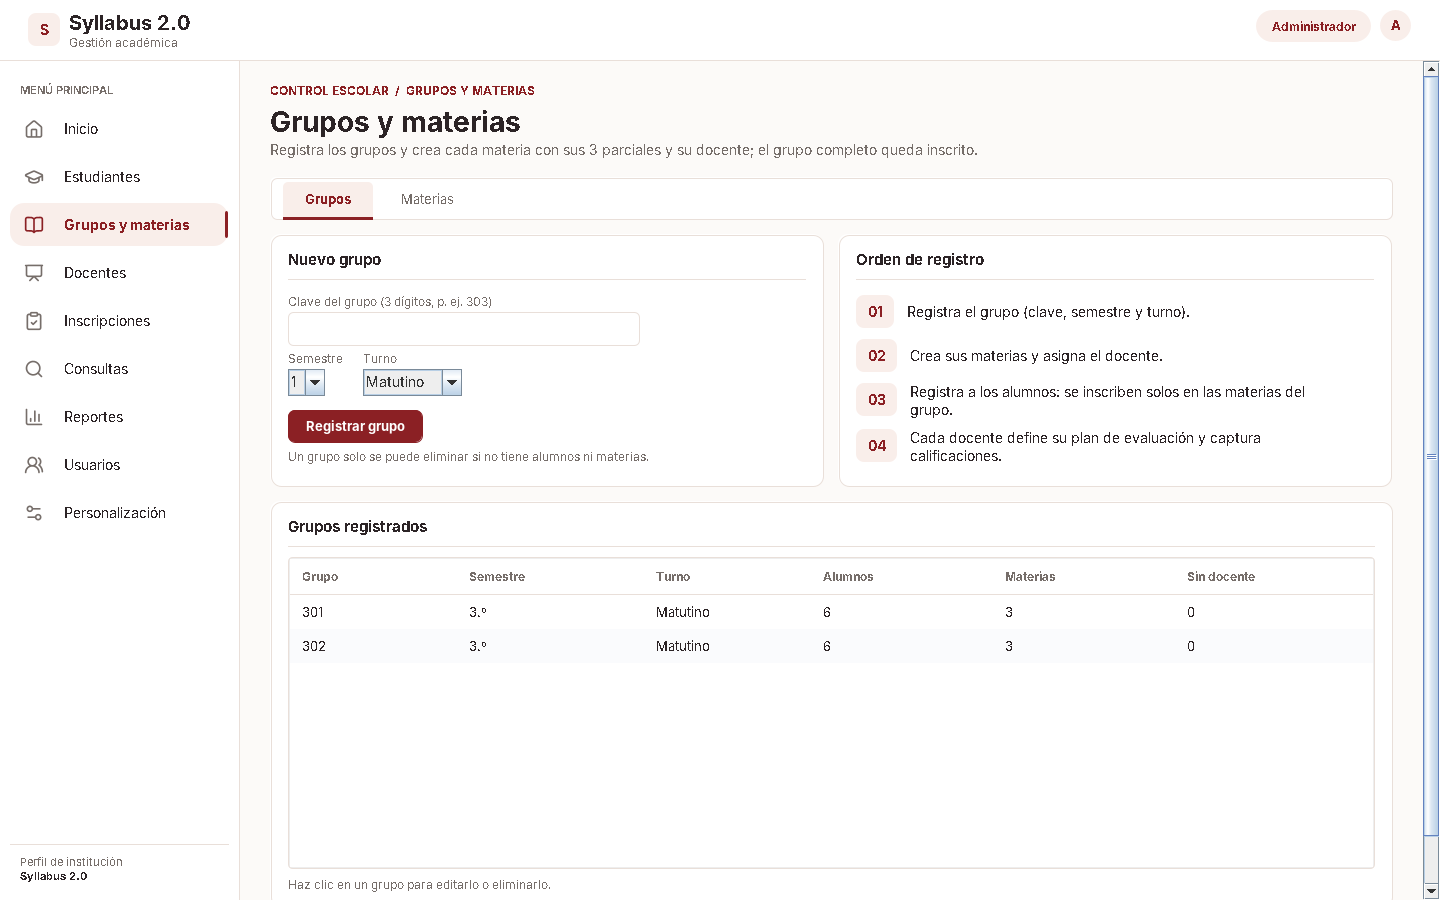 S
Syllabus 2.0
Gestión académica
Administrador
A
MENÚ PRINCIPAL
Inicio
Estudiantes
Grupos y materias
Docentes
Inscripciones
Consultas
Reportes
Usuarios
Personalización
Perfil de institución
Syllabus 2.0
CONTROL ESCOLAR / GRUPOS Y MATERIAS
Grupos y materias
Registra los grupos y crea cada materia con sus 3 parciales y su docente; el grupo completo queda inscrito.
Grupos Materias
Nuevo grupo
Clave del grupo (3 dígitos, p. ej. 303)
Semestre Turno
1 Matutino
Registrar grupo
Un grupo solo se puede eliminar si no tiene alumnos ni materias.
Orden de registro
01 Registra el grupo (clave, semestre y turno).
02 Crea sus materias y asigna el docente.
03 Registra a los alumnos: se inscriben solos en las materias del
grupo.
04 Cada docente define su plan de evaluación y captura
calificaciones.
Grupos registrados
Grupo Semestre Turno Alumnos Materias Sin docente
301 3.º Matutino 6 3 0
302 3.º Matutino 6 3 0
Haz clic en un grupo para editarlo o eliminarlo.